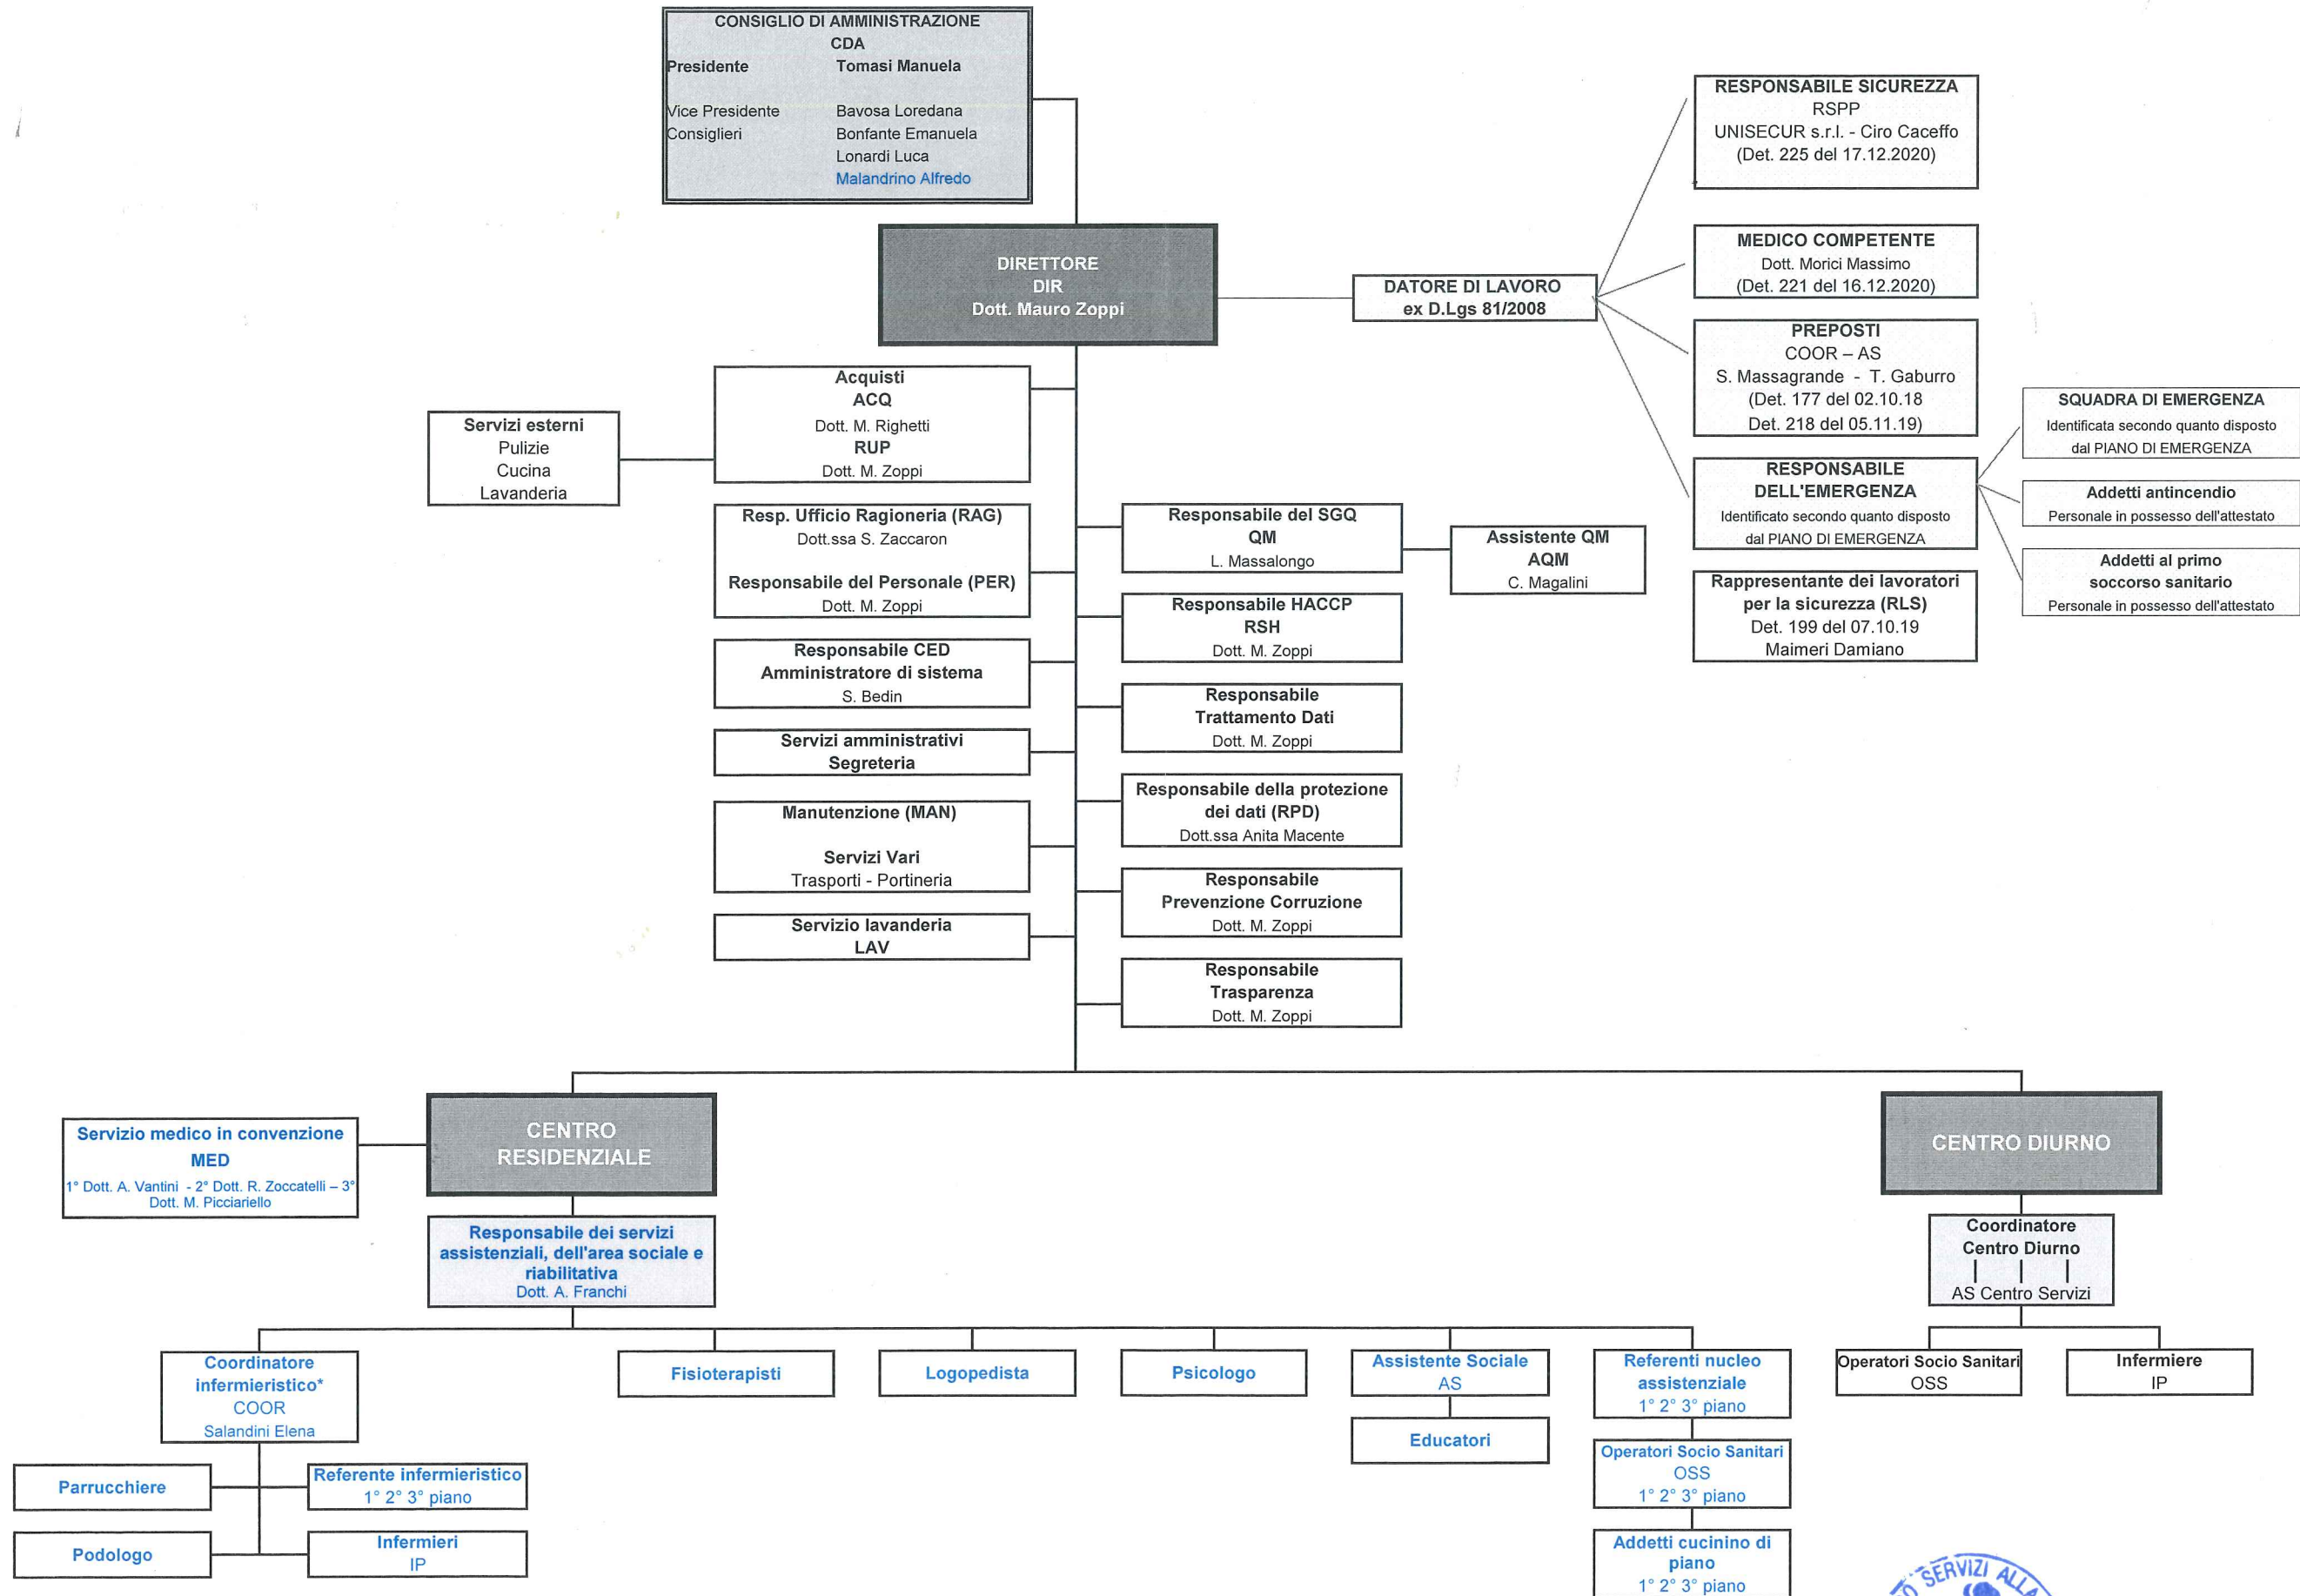 CONSIGLIO DI AMMINISTRAZIONE
CDA
Presidente Tomasi Manuela
Vice Presidente Bavosa Loredana
Consiglieri Bonfante Emanuela
Lonardi Luca
Malandrino Alfredo
DIRETTORE
DIR
Dott. Mauro Zoppi
DATORE DI LAVORO
ex D.Lgs 81/2008
RESPONSABILE SICUREZZA
RSPP
UNISECUR s.r.l. - Ciro Caceffo
(Det. 225 del 17.12.2020)
MEDICO COMPETENTE
Dott. Morici Massimo
(Det. 221 del 16.12.2020)
PREPOSTI
COOR – AS
S. Massagrande - T. Gaburro
(Det. 177 del 02.10.18
Det. 218 del 05.11.19)
RESPONSABILE
DELL'EMERGENZA
Identificato secondo quanto disposto
dal PIANO DI EMERGENZA
Rappresentante dei lavoratori
per la sicurezza (RLS)
Det. 199 del 07.10.19
Maimeri Damiano
SQUADRA DI EMERGENZA
Identificata secondo quanto disposto
dal PIANO DI EMERGENZA
Addetti antincendio
Personale in possesso dell'attestato
Addetti al primo
soccorso sanitario
Personale in possesso dell'attestato
Servizi esterni
Pulizie
Cucina
Lavanderia
Acquisti
ACQ
Dott. M. Righetti
RUP
Dott. M. Zoppi
Resp. Ufficio Ragioneria (RAG)
Dott.ssa S. Zaccaron
Responsabile del Personale (PER)
Dott. M. Zoppi
Responsabile CED
Amministratore di sistema
S. Bedin
Servizi amministrativi
Segreteria
Manutenzione (MAN)
Servizi Vari
Trasporti - Portineria
Servizio lavanderia
LAV
Responsabile del SGQ
QM
L. Massalongo
Assistente QM
AQM
C. Magalini
Responsabile HACCP
RSH
Dott. M. Zoppi
Responsabile
Trattamento Dati
Dott. M. Zoppi
Responsabile della protezione
dei dati (RPD)
Dott.ssa Anita Macente
Responsabile
Prevenzione Corruzione
Dott. M. Zoppi
Responsabile
Trasparenza
Dott. M. Zoppi
Servizio medico in convenzione
MED
1° Dott. A. Vantini - 2° Dott. R. Zoccatelli – 3°
Dott. M. Picciariello
CENTRO
RESIDENZIALE
Responsabile dei servizi
assistenziali, dell'area sociale e
riabilitativa
Dott. A. Franchi
CENTRO DIURNO
Coordinatore
Centro Diurno
AS Centro Servizi
Coordinatore
infermieristico*
COOR
Salandini Elena
Fisioterapisti
Logopedista
Psicologo
Assistente Sociale
AS
Educatori
Referenti nucleo
assistenziale
1° 2° 3° piano
Operatori Socio Sanitari
OSS
1° 2° 3° piano
Addetti cucinino di
piano
1° 2° 3° piano
Operatori Socio Sanitari
OSS
Infermiere
IP
Parrucchiere
Referente infermieristico
1° 2° 3° piano
Podologo
Infermieri
IP
SERVIZI ALLA